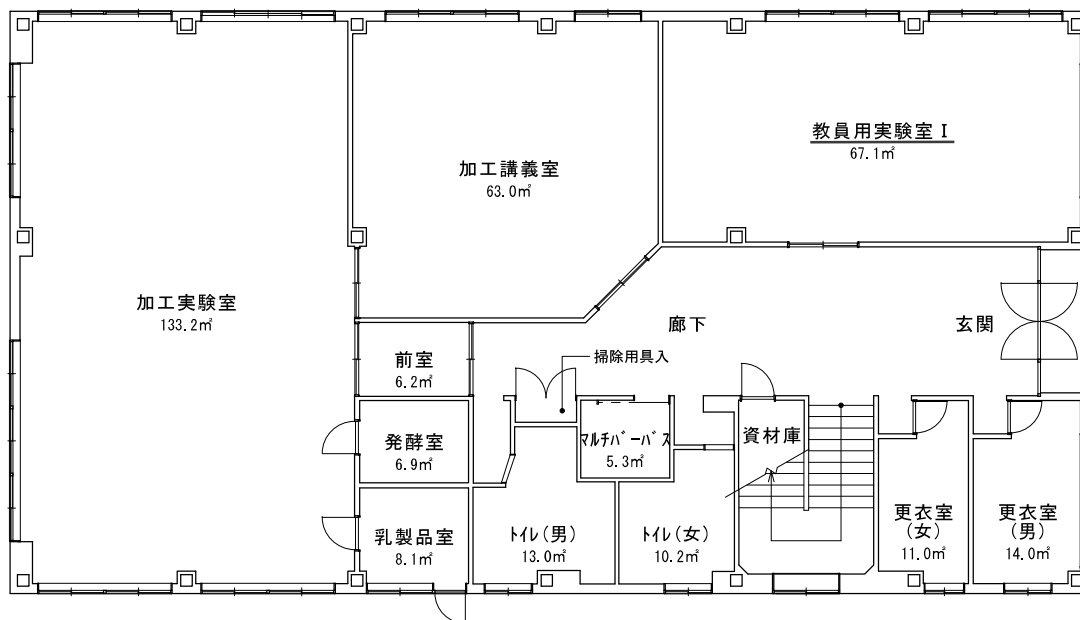 教員用実験室Ⅰ
67.1㎡
加工講義室
63.0㎡
加工実験室
133.2㎡
廊下
玄関
前室
6.2㎡
掃除用具入
発酵室
6.9㎡
マルチパーパス
5.3㎡
資材庫
乳製品室
8.1㎡
トイレ(男)
13.0㎡
トイレ(女)
10.2㎡
更衣室
(女)
11.0㎡
更衣室
(男)
14.0㎡